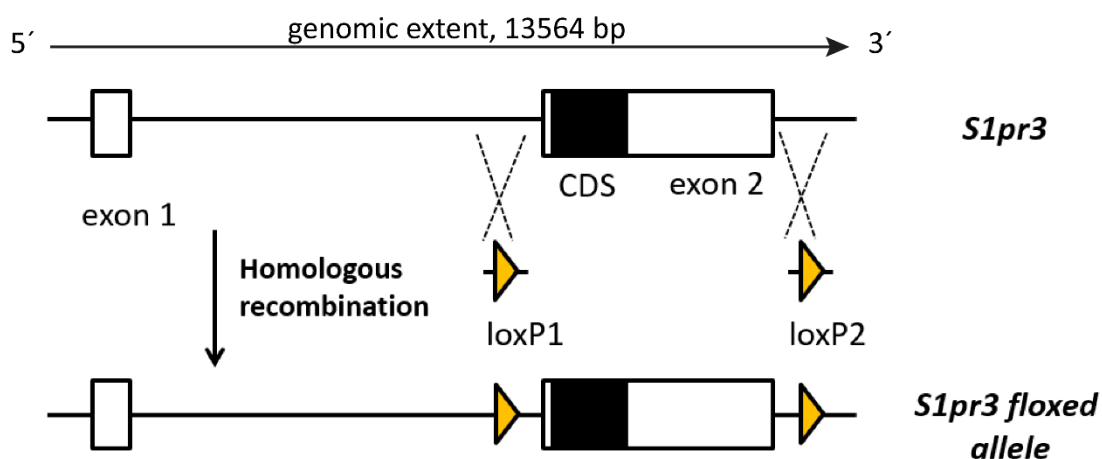 genomic extent, 13564 bp
5´
3´
S1pr3
CDS
exon 2
exon 1
Homologous
recombination
loxP1
loxP2
S1pr3 floxed
allele